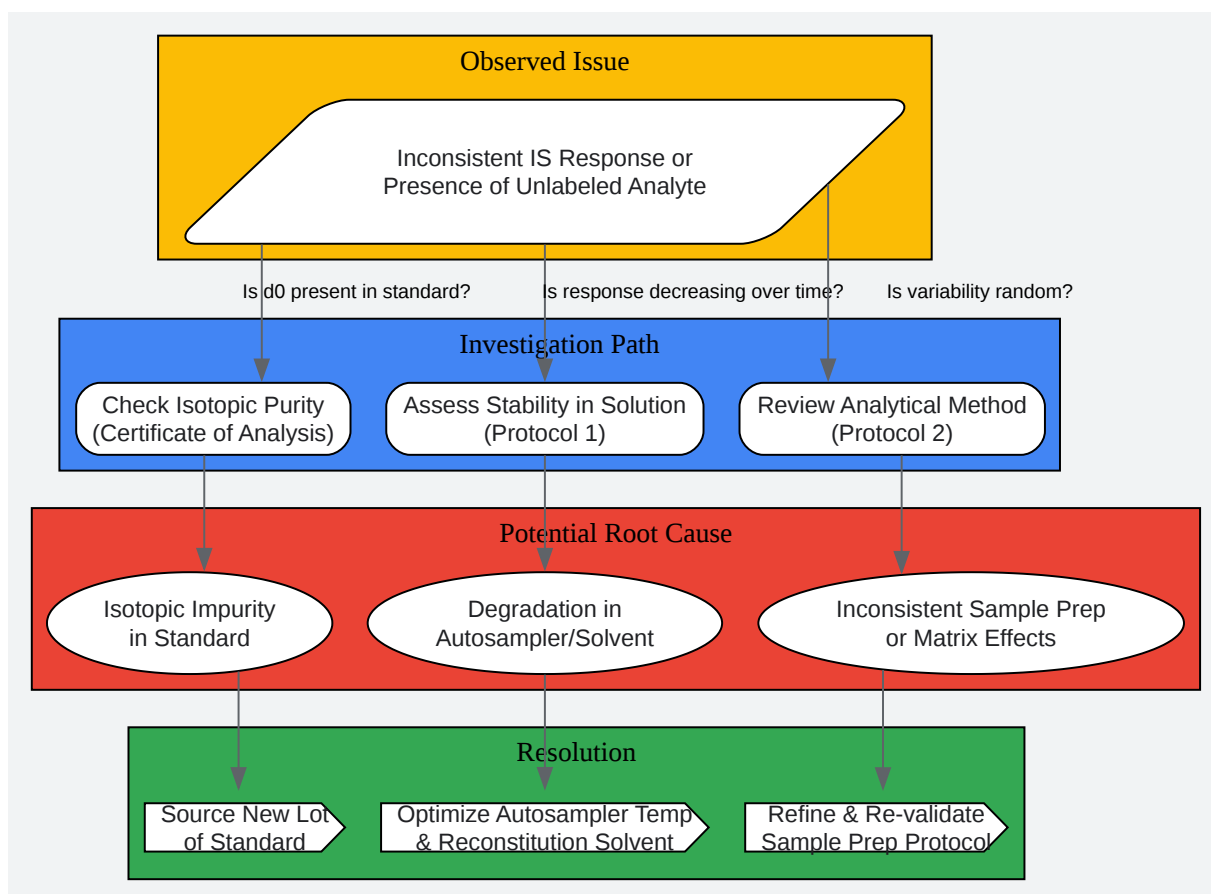 Observed Issue
Inconsistent IS Response or
Presence of Unlabeled Analyte
Is d0 present in standard?
Is response decreasing over time?
Is variability random?
Investigation Path
Check Isotopic Purity
(Certificate of Analysis)
Assess Stability in Solution
(Protocol 1)
Review Analytical Method
(Protocol 2)
Potential Root Cause
Isotopic Impurity
in Standard
Degradation in
Autosampler/Solvent
Inconsistent Sample Prep
or Matrix Effects
Resolution
Source New Lot
of Standard
Optimize Autosampler Temp
& Reconstitution Solvent
Refine & Re-validate
Sample Prep Protocol